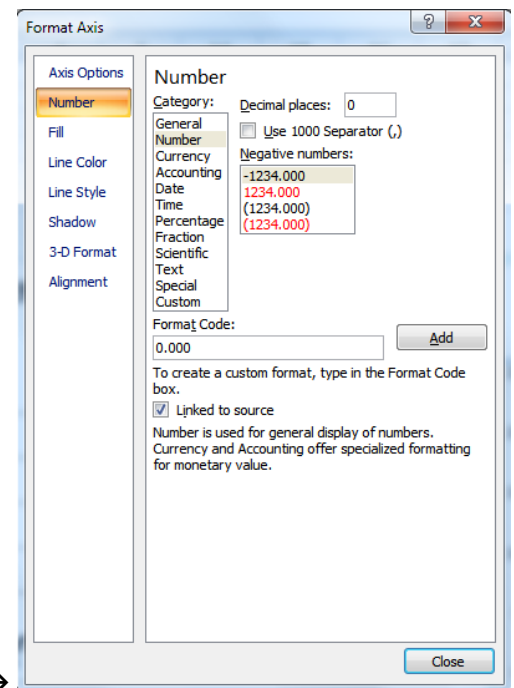 Format Axis
Axis Options
Number
Fill
Line Color
Line Style
Shadow
3-D Format
Alignment
Number
Category:
General
Number
Currency
Accounting
Date
Time
Percentage
Fraction
Scientific
Text
Special
Custom
Decimal places: 0
Use 1000 Separator (,)
Negative numbers:
-1234.000
1234.000
(1234.000)
(1234.000)
Format Code:
0.000
Add
To create a custom format, type in the Format Code
box.
Linked to source
Number is used for general display of numbers.
Currency and Accounting offer specialized formatting
for monetary value.
Close